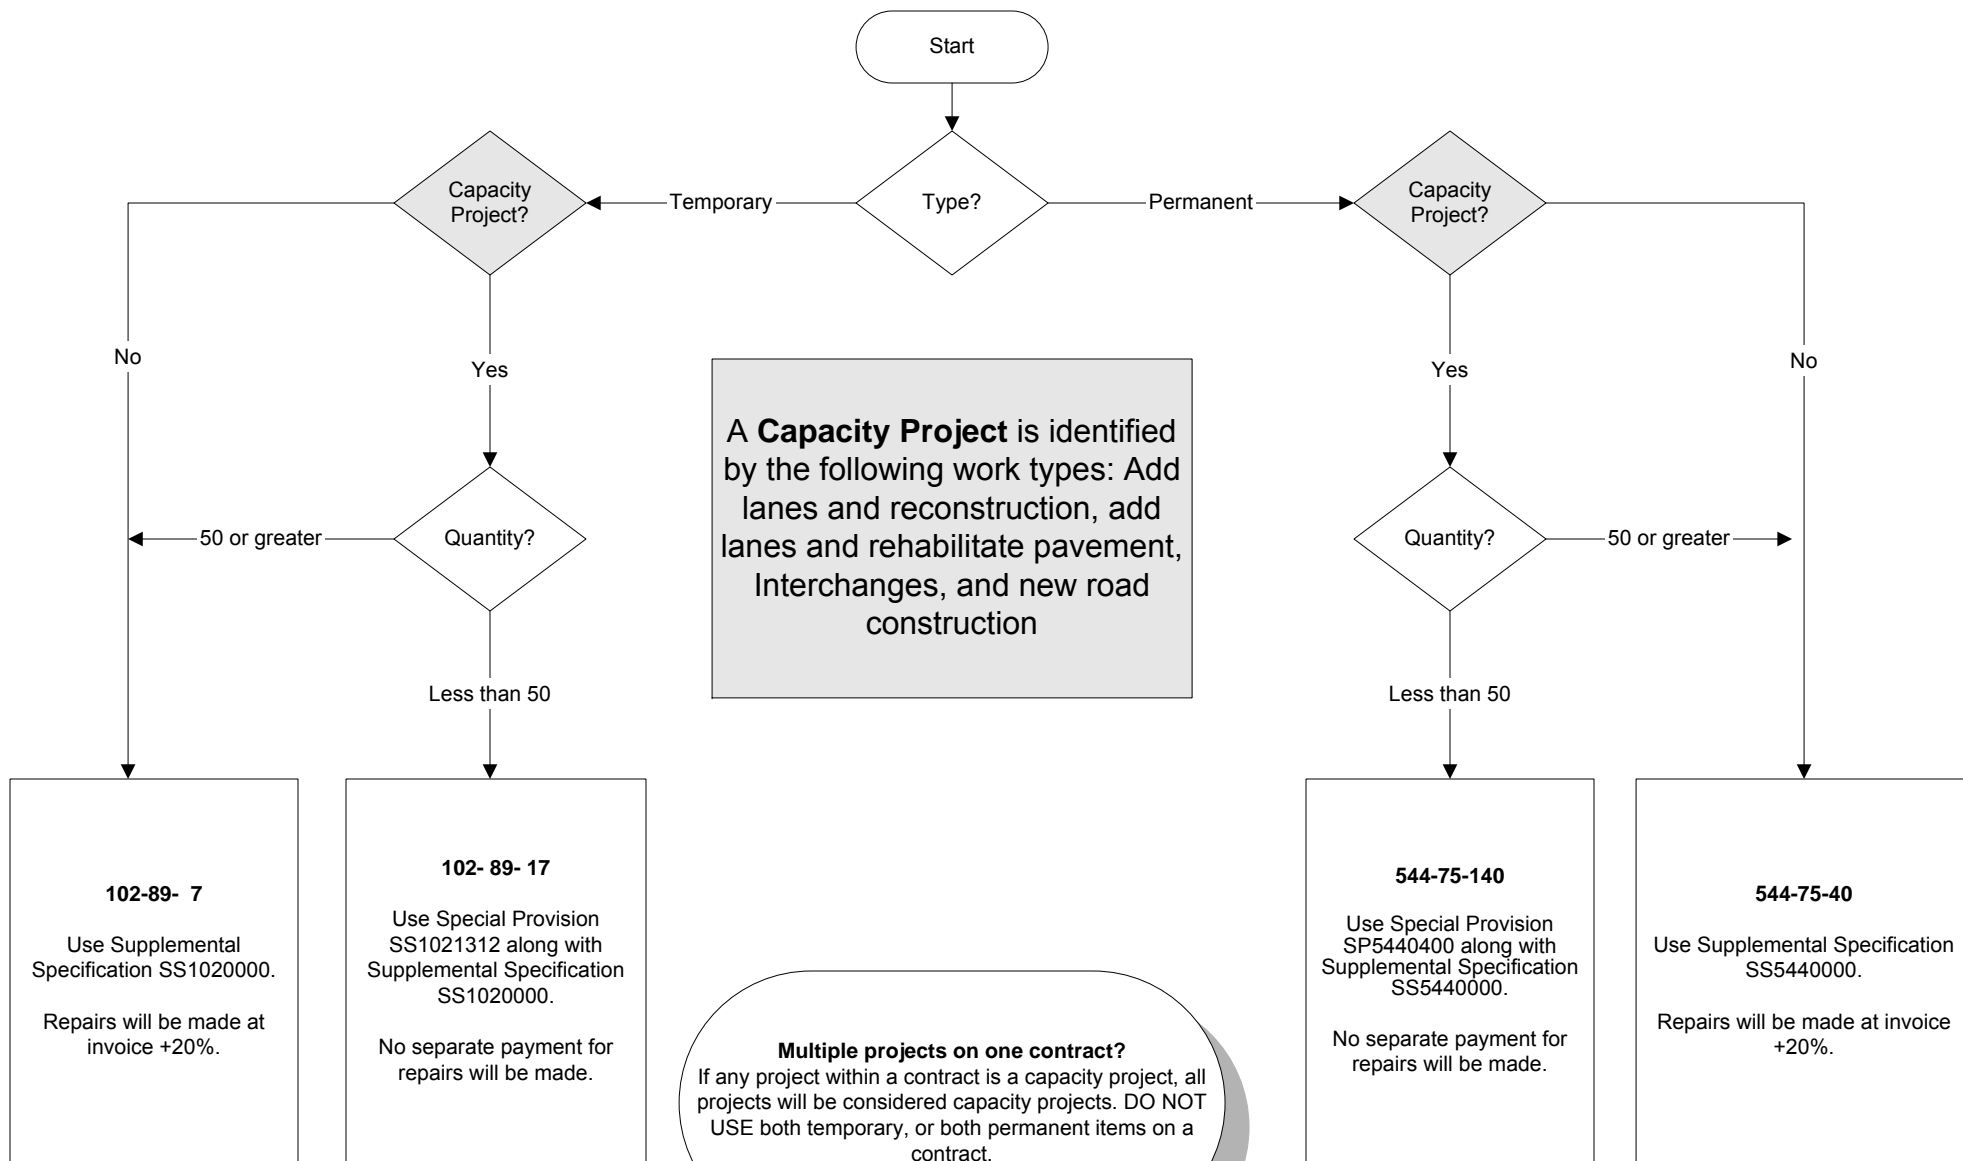 Start
Capacity
Project?
Temporary
Type?
Permanent
Capacity
Project?
No
Yes
Yes
No
A Capacity Project is identified
by the following work types: Add
lanes and reconstruction, add
lanes and rehabilitate pavement,
Interchanges, and new road
construction
50 or greater
Quantity?
Quantity?
50 or greater
Less than 50
Less than 50
102-89- 7
Use Supplemental
Specification SS1020000.
Repairs will be made at
invoice +20%.
102- 89- 17
Use Special Provision
SS1021312 along with
Supplemental Specification
SS1020000.
No separate payment for
repairs will be made.
544-75-140
Use Special Provision
SP5440400 along with
Supplemental Specification
SS5440000.
No separate payment for
repairs will be made.
544-75-40
Use Supplemental Specification
SS5440000.
Repairs will be made at invoice
+20%.
Multiple projects on one contract?
If any project within a contract is a capacity project, all
projects will be considered capacity projects. DO NOT
USE both temporary, or both permanent items on a
contract.